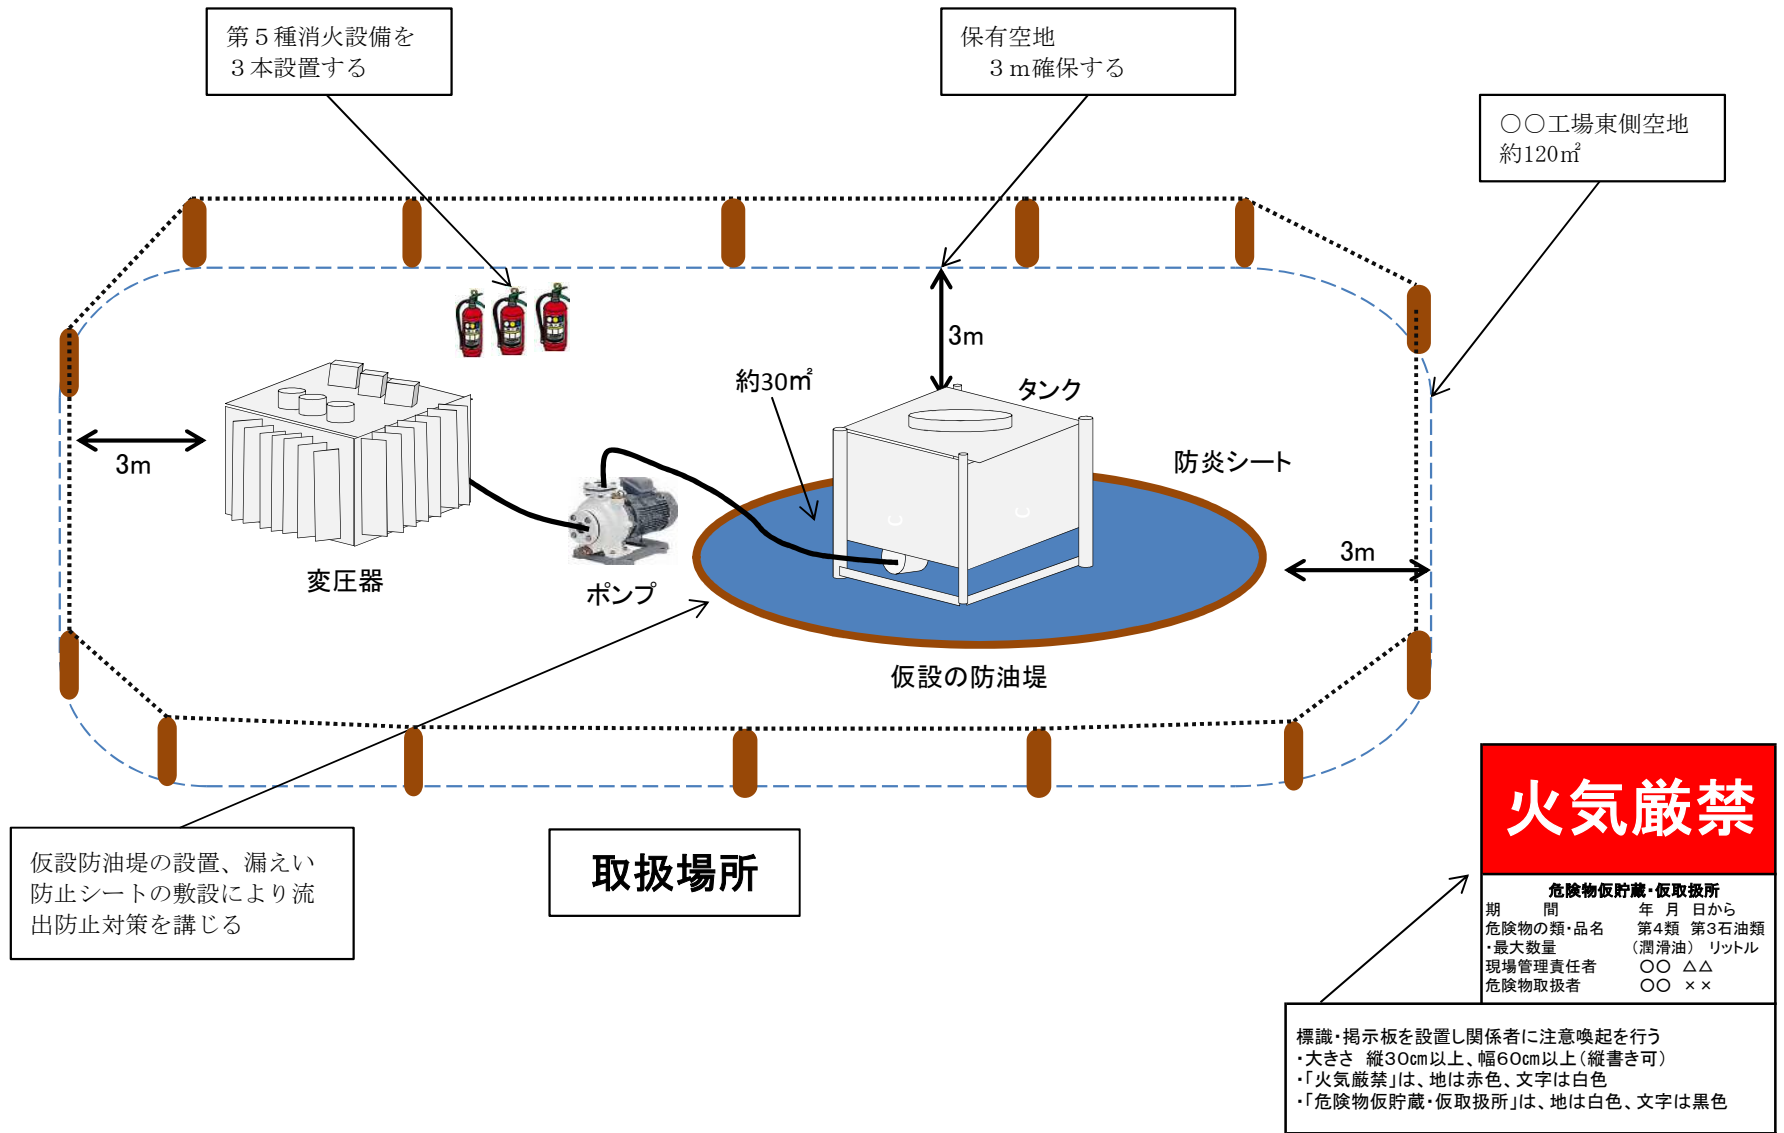 第５種消火設備を
３本設置する
保有空地
３ｍ確保する
〇〇工場東側空地
約120㎡
3m
約30㎡
タンク
防炎シート
3m
3m
変圧器
ポンプ
仮設の防油堤
仮設防油堤の設置、漏えい
防止シートの敷設により流
出防止対策を講じる
取扱場所
火気厳禁
危険物仮貯蔵・仮取扱所
期　　間　　　　　年　月　日から
危険物の類・品名　　第4類　第3石油類
・最大数量　　　　（潤滑油）　リットル
現場管理責任者　　　〇〇　△△
危険物取扱者　　　　〇〇　××
標識・掲示板を設置し関係者に注意喚起を行う
・大きさ　縦３０㎝以上、幅６０㎝以上（縦書き可）
・「火気厳禁」は、地は赤色、文字は白色
・「危険物仮貯蔵・仮取扱所」は、地は白色、文字は黒色